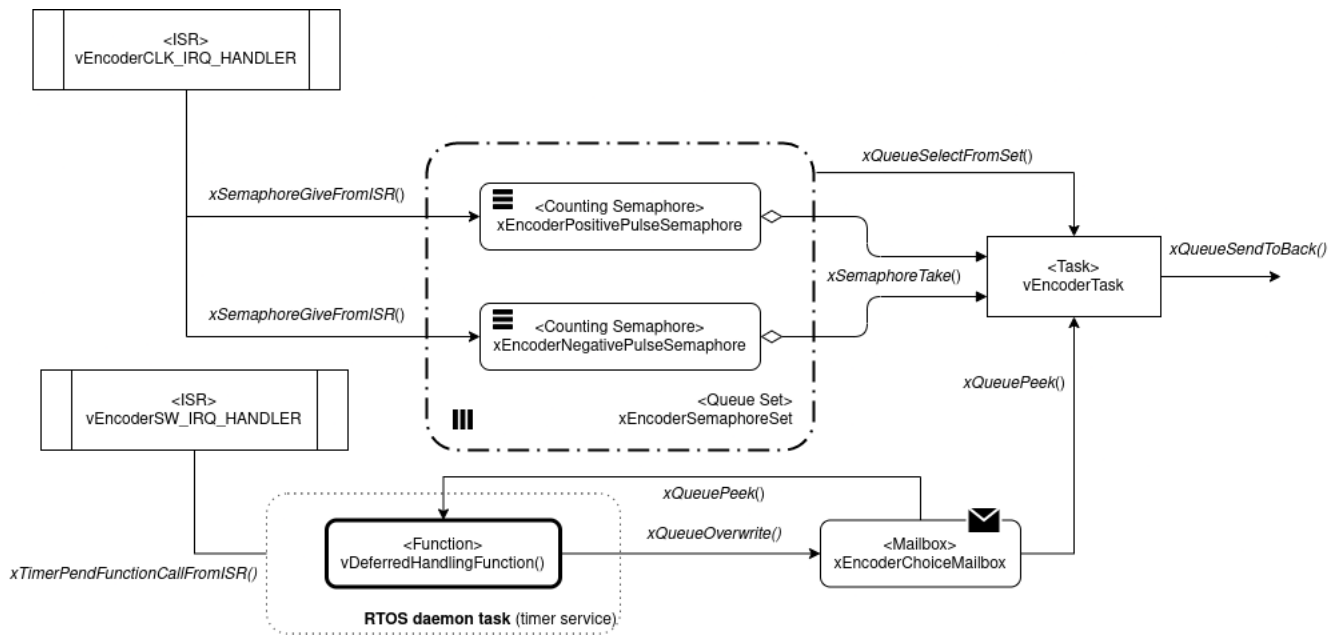 <ISR>
vEncoderCLK_IRQ_HANDLER
xQueueSelectFromSet()
xSemaphoreGiveFromISR()
<Counting Semaphore>
xEncoderPositivePulseSemaphore
xQueueSendToBack()
<Task>
vEncoderTask
xSemaphoreTake()
xSemaphoreGiveFromISR()
<Counting Semaphore>
xEncoderNegativePulseSemaphore
xQueuePeek()
<Queue Set>
xEncoderSemaphoreSet
<ISR>
vEncoderSW_IRQ_HANDLER
xQueuePeek()
xQueueOverwrite()
<Function>
vDeferredHandlingFunction()
<Mailbox>
xEncoderChoiceMailbox
xTimerPendFunctionCallFromISR()
RTOS daemon task (timer service)